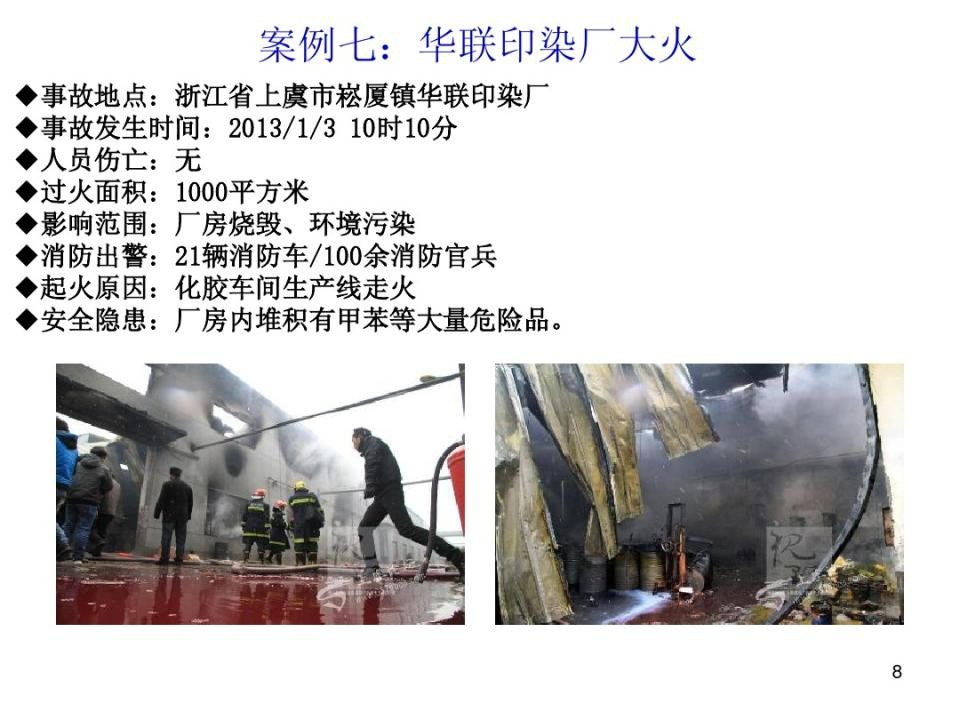 案例七：华联印染厂大火
◆事故地点：浙江省上虞市崧厦镇华联印染厂
◆事故发生时间：2013/1/3 10时10分
◆人员伤亡：无
◆过火面积：1000平方米
◆影响范围：厂房烧毁、环境污染
◆消防出警：21辆消防车/100余消防官兵
◆起火原因：化胶车间生产线走火
◆安全隐患：厂房内堆积有甲苯等大量危险品。
8